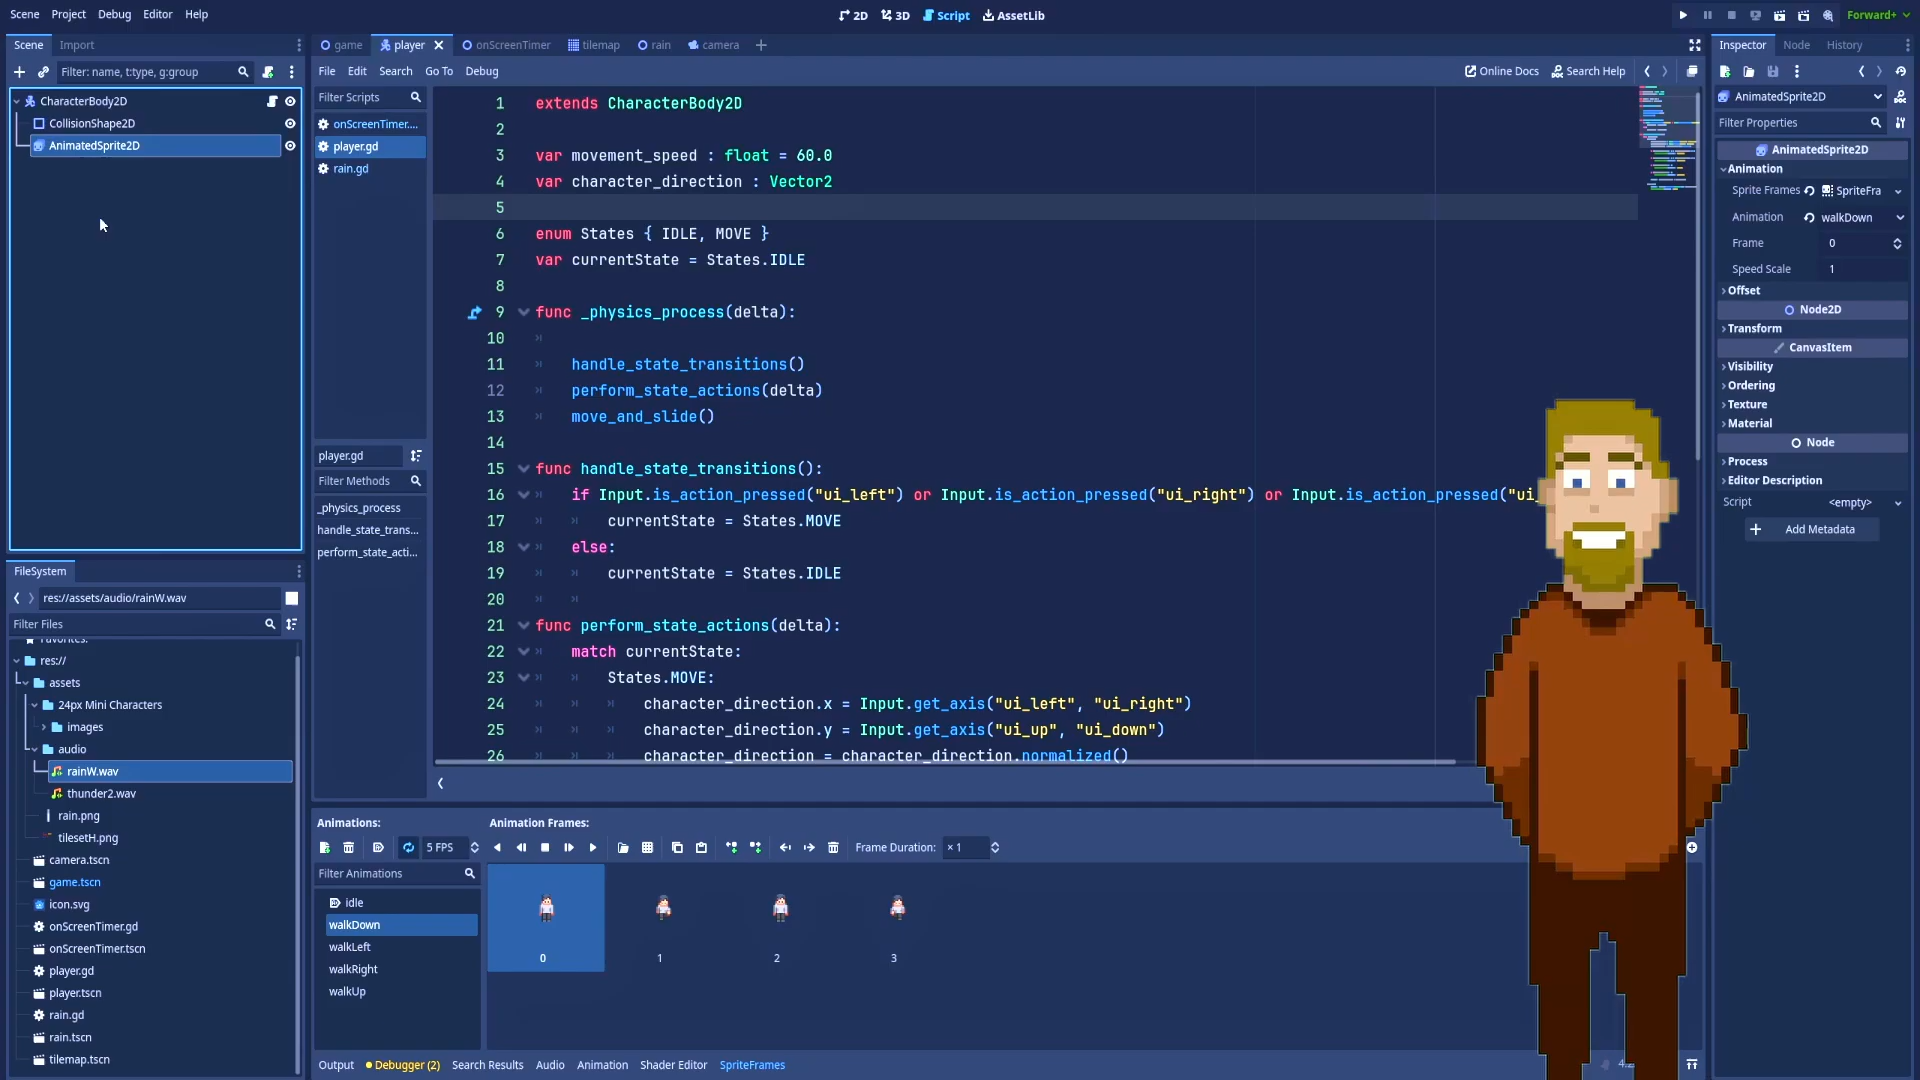 Scene Project Debug Editor Help
2D 3D Script AssetLib
Forward+
Scene Import
Filter: name, t:type, g:group
CharacterBody2D
CollisionShape2D
AnimatedSprite2D
FileSystem
res://assets/audio/rainW.wav
Filter Files
Favorites:
res://
assets
24px Mini Characters
images
audio
rainW.wav
thunder2.wav
rain.png
tilesetH.png
camera.tscn
game.tscn
icon.svg
onScreenTimer.gd
onScreenTimer.tscn
player.gd
player.tscn
rain.gd
rain.tscn
tilemap.tscn
game player onScreenTimer tilemap rain camera
File Edit Search Go To Debug
Online Docs Search Help
Filter Scripts
onScreenTimer....
player.gd
rain.gd
player.gd
Filter Methods
_physics_process
handle_state_trans...
perform_state_acti...
1 extends CharacterBody2D
2
3 var movement_speed : float = 60.0
4 var character_direction : Vector2
5
6 enum States { IDLE, MOVE }
7 var currentState = States.IDLE
8
9 func _physics_process(delta):
10
11 handle_state_transitions()
12 perform_state_actions(delta)
13 move_and_slide()
14
15 func handle_state_transitions():
16 if Input.is_action_pressed("ui_left") or Input.is_action_pressed("ui_right") or Input.is_action_pressed("ui_
17 currentState = States.MOVE
18 else:
19 currentState = States.IDLE
20
21 func perform_state_actions(delta):
22 match currentState:
23 States.MOVE:
24 character_direction.x = Input.get_axis("ui_left", "ui_right")
25 character_direction.y = Input.get_axis("ui_up", "ui_down")
26 character_direction = character_direction.normalized()
Animations:
5 FPS
Filter Animations
idle
walkDown
walkLeft
walkRight
walkUp
Animation Frames:
Frame Duration: × 1
0 1 2 3
Output Debugger (2) Search Results Audio Animation Shader Editor SpriteFrames
Inspector Node History
AnimatedSprite2D
Filter Properties
AnimatedSprite2D
Animation
Sprite Frames SpriteFra
Animation walkDown
Frame 0
Speed Scale 1
Offset
Node2D
Transform
CanvasItem
Visibility
Ordering
Texture
Material
Node
Process
Editor Description
Script <empty>
Add Metadata